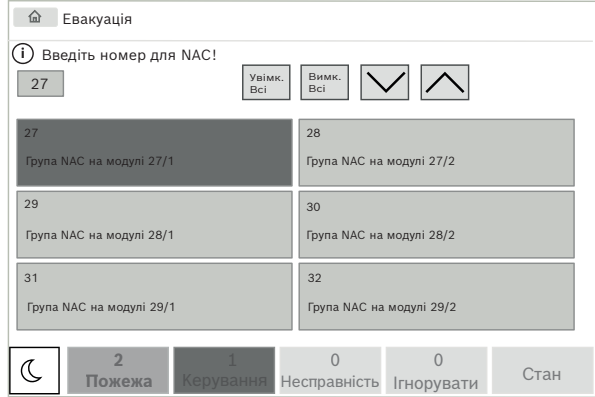 Евакуація
i Введіть номер для NAC!
27
Увімк. Всі
Вимк. Всі
27
Група NAC на модулі 27/1
28
Група NAC на модулі 27/2
29
Група NAC на модулі 28/1
30
Група NAC на модулі 28/2
31
Група NAC на модулі 29/1
32
Група NAC на модулі 29/2
2
Пожежа
1
Керування
0
Несправність
0
Ігнорувати
Стан